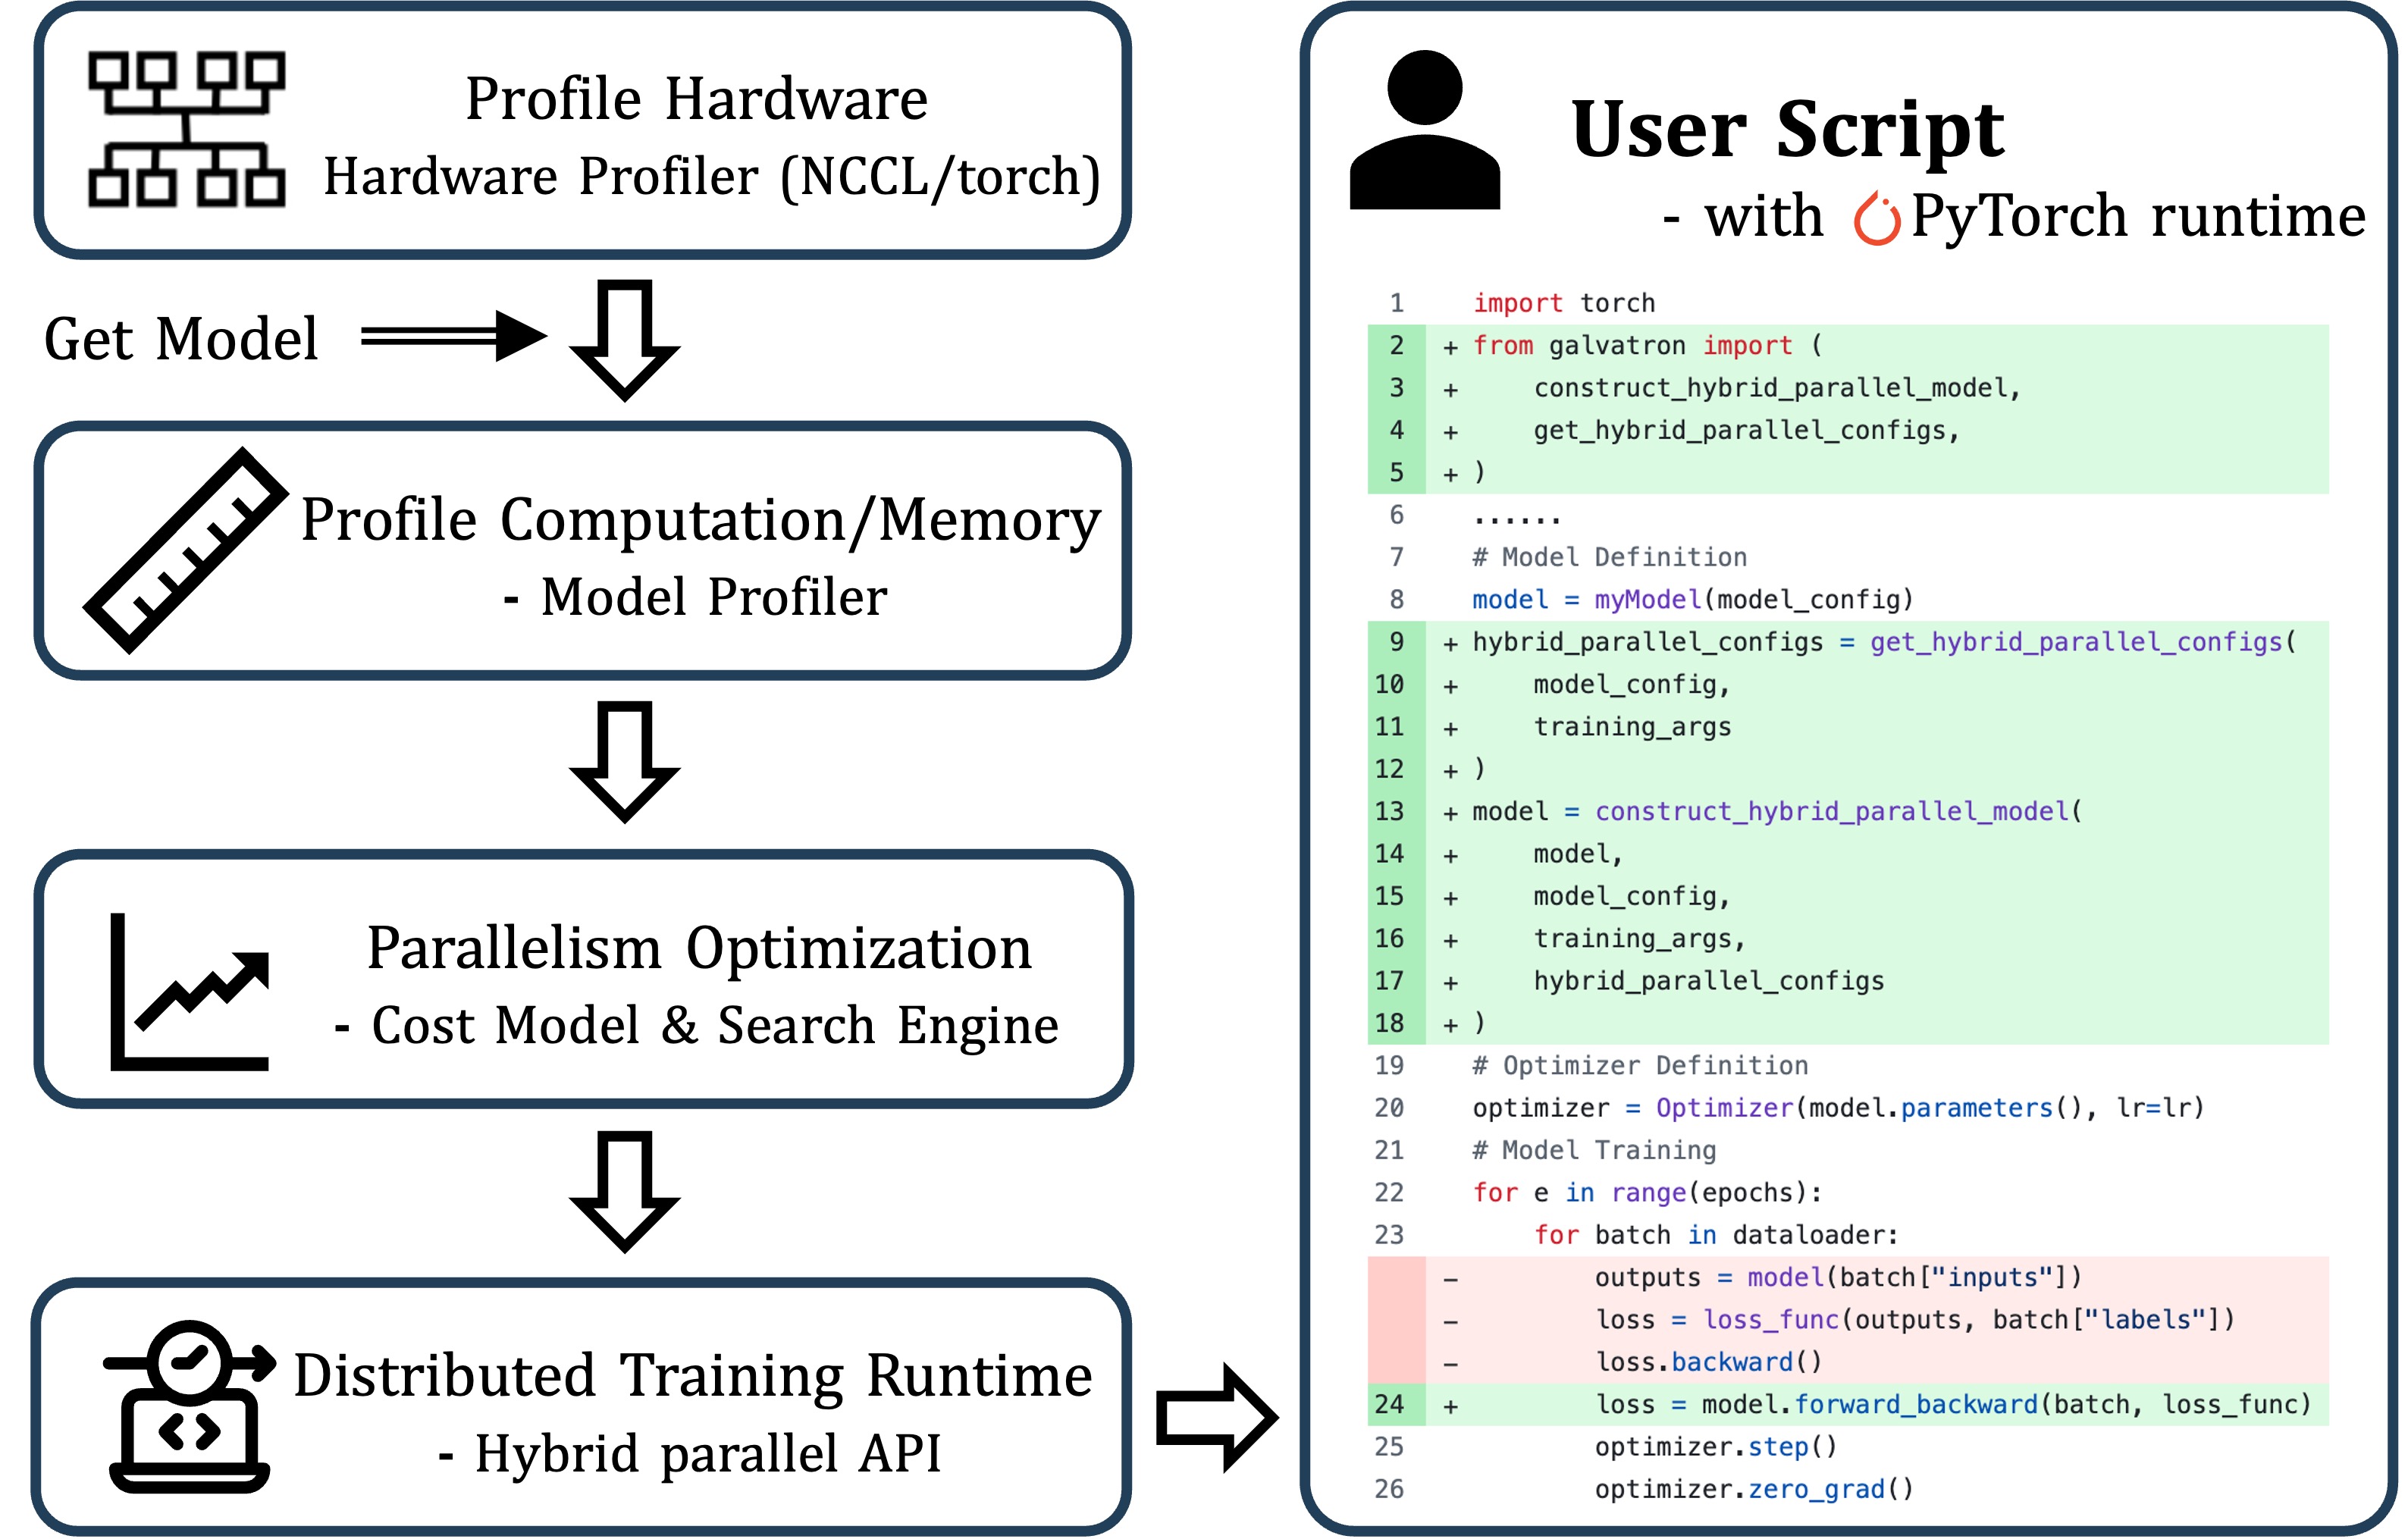 Profile Hardware
Hardware Profiler (NCCL/torch)
Get Model
Profile Computation/Memory
- Model Profiler
Parallelism Optimization
- Cost Model & Search Engine
Distributed Training Runtime
- Hybrid parallel API
User Script
- with PyTorch runtime
1 import torch
2 + from galvatron import (
3 + construct_hybrid_parallel_model,
4 + get_hybrid_parallel_configs,
5 + )
6 ......
7 # Model Definition
8 model = myModel(model_config)
9 + hybrid_parallel_configs = get_hybrid_parallel_configs(
10 + model_config,
11 + training_args
12 + )
13 + model = construct_hybrid_parallel_model(
14 + model,
15 + model_config,
16 + training_args,
17 + hybrid_parallel_configs
18 + )
19 # Optimizer Definition
20 optimizer = Optimizer(model.parameters(), lr=lr)
21 # Model Training
22 for e in range(epochs):
23 for batch in dataloader:
− outputs = model(batch["inputs"])
− loss = loss_func(outputs, batch["labels"])
− loss.backward()
24 + loss = model.forward_backward(batch, loss_func)
25 optimizer.step()
26 optimizer.zero_grad()